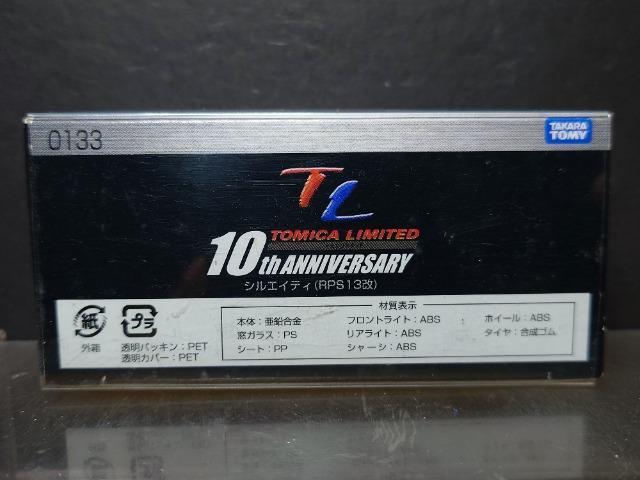 0133
TAKARA
TOMY
TL
TOMICA LIMITED
10th ANNIVERSARY
シルエイティ(RPS13改)
紙
外箱
プラ
透明パッキン:PET
透明カバー:PET
材質表示
本体:亜鉛合金
窓ガラス:PS
シート:PP
フロントライト:ABS
リアライト:ABS
シャーシ:ABS
ホイール:ABS
タイヤ:合成ゴム